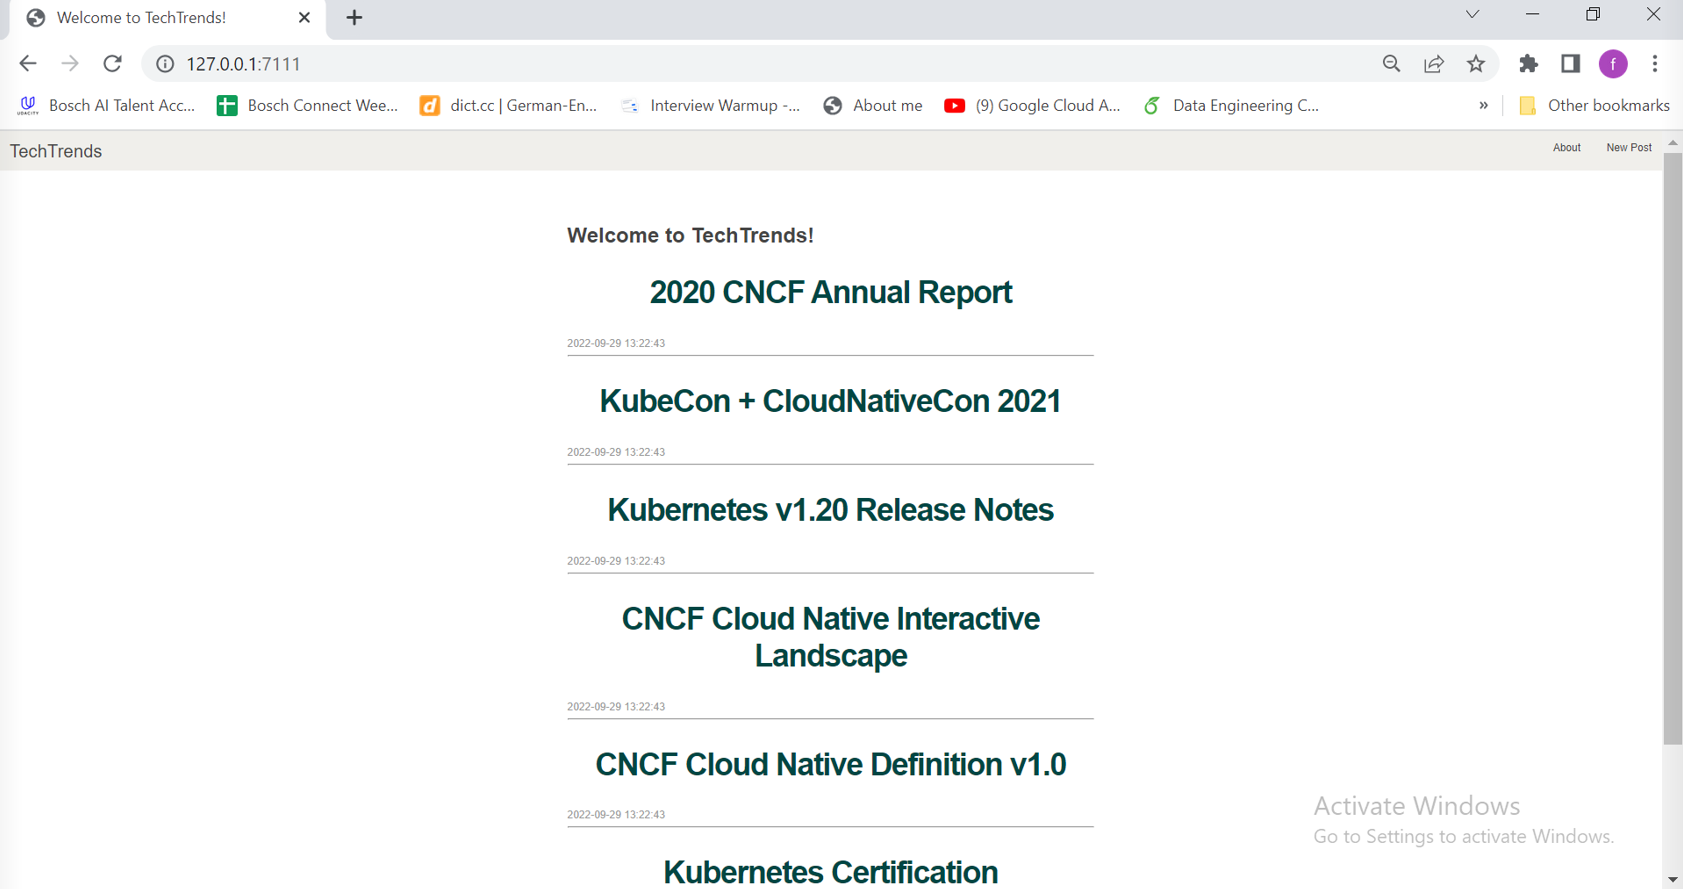 Welcome to TechTrends!
127.0.0.1:7111
f
UDACITY Bosch AI Talent Acc...
Bosch Connect Wee...
d dict.cc | German-En...
Interview Warmup -...
About me
(9) Google Cloud A...
Data Engineering C...
»
Other bookmarks
TechTrends
About
New Post
Welcome to TechTrends!
2020 CNCF Annual Report
2022-09-29 13:22:43
KubeCon + CloudNativeCon 2021
2022-09-29 13:22:43
Kubernetes v1.20 Release Notes
2022-09-29 13:22:43
CNCF Cloud Native Interactive
Landscape
2022-09-29 13:22:43
CNCF Cloud Native Definition v1.0
2022-09-29 13:22:43
Kubernetes Certification
Activate Windows
Go to Settings to activate Windows.